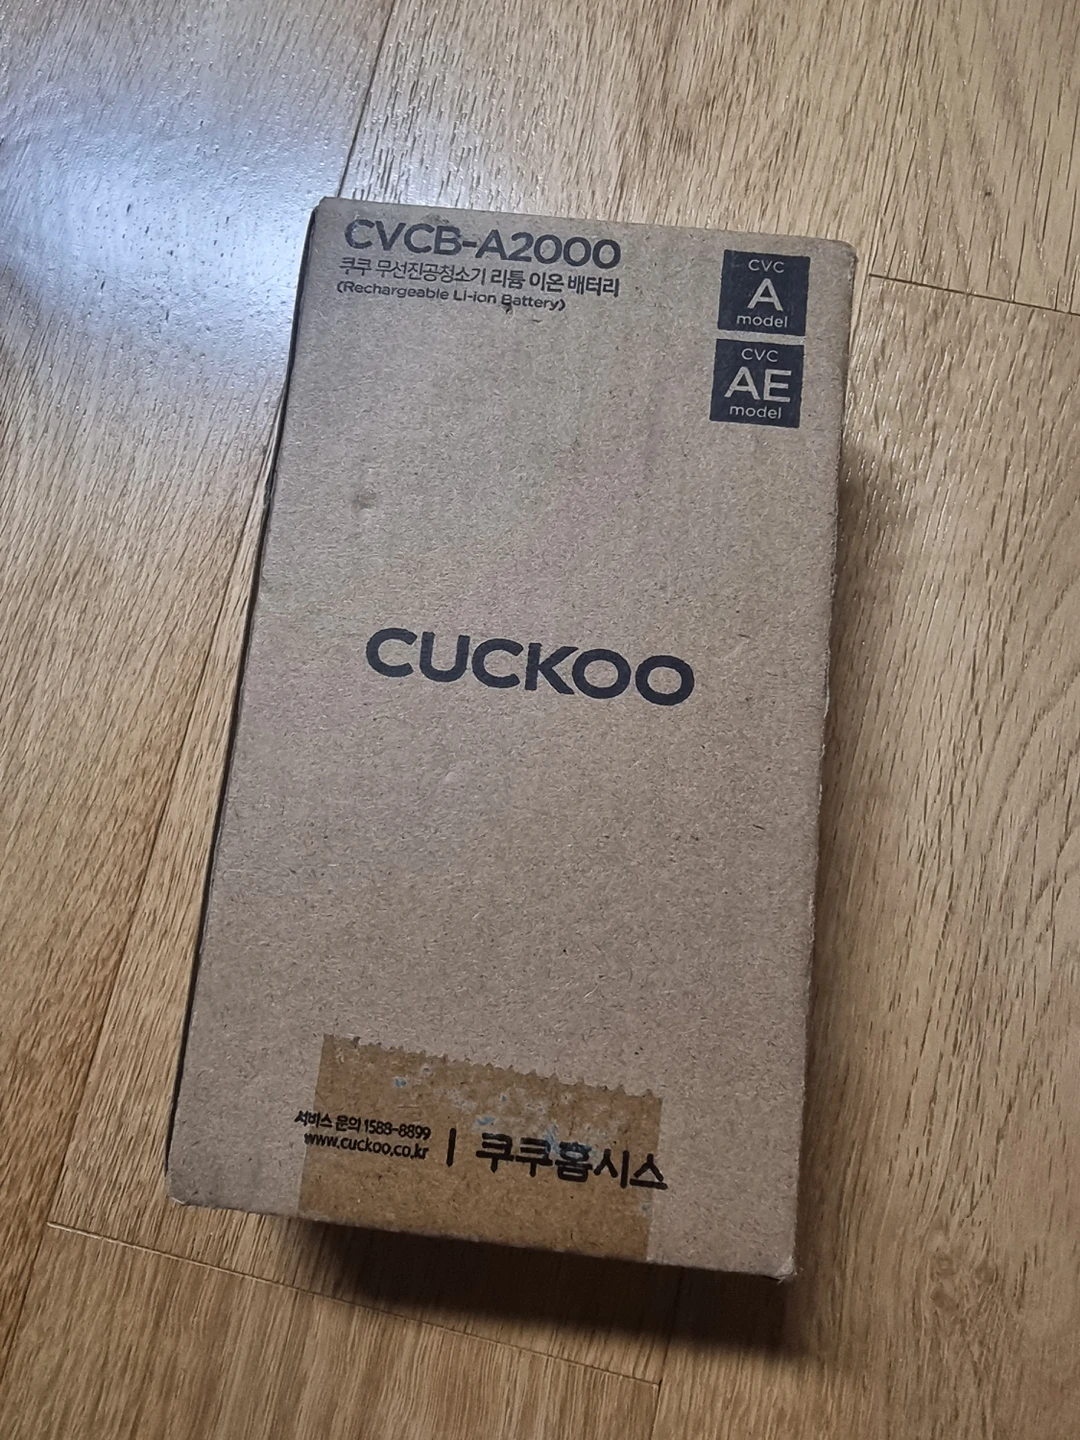 CVCB-A2000
쿠쿠 무선진공청소기 리튬 이온 배터리
(Rechargeable Li-ion Battery)
CVC
A
model
CVC
AE
model
CUCKOO
서비스 문의 1588-8899
www.cuckoo.co.kr
쿠쿠홈시스